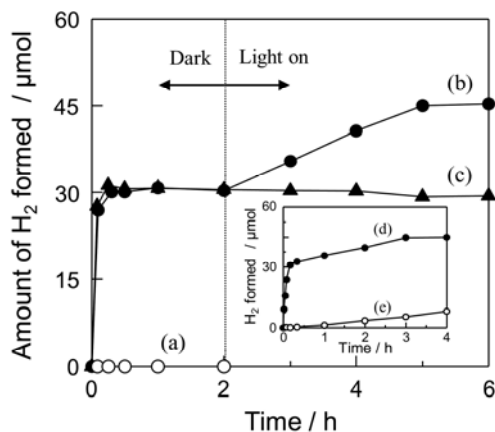 60
Dark
Light on
(b)
45
(c)
30
Amount of H₂ formed / μmol
60
(d)
30
H₂ formed / μmol
15
(e)
(a)
0
0
1
2
3
4
Time / h
0
0
2
4
6
Time / h